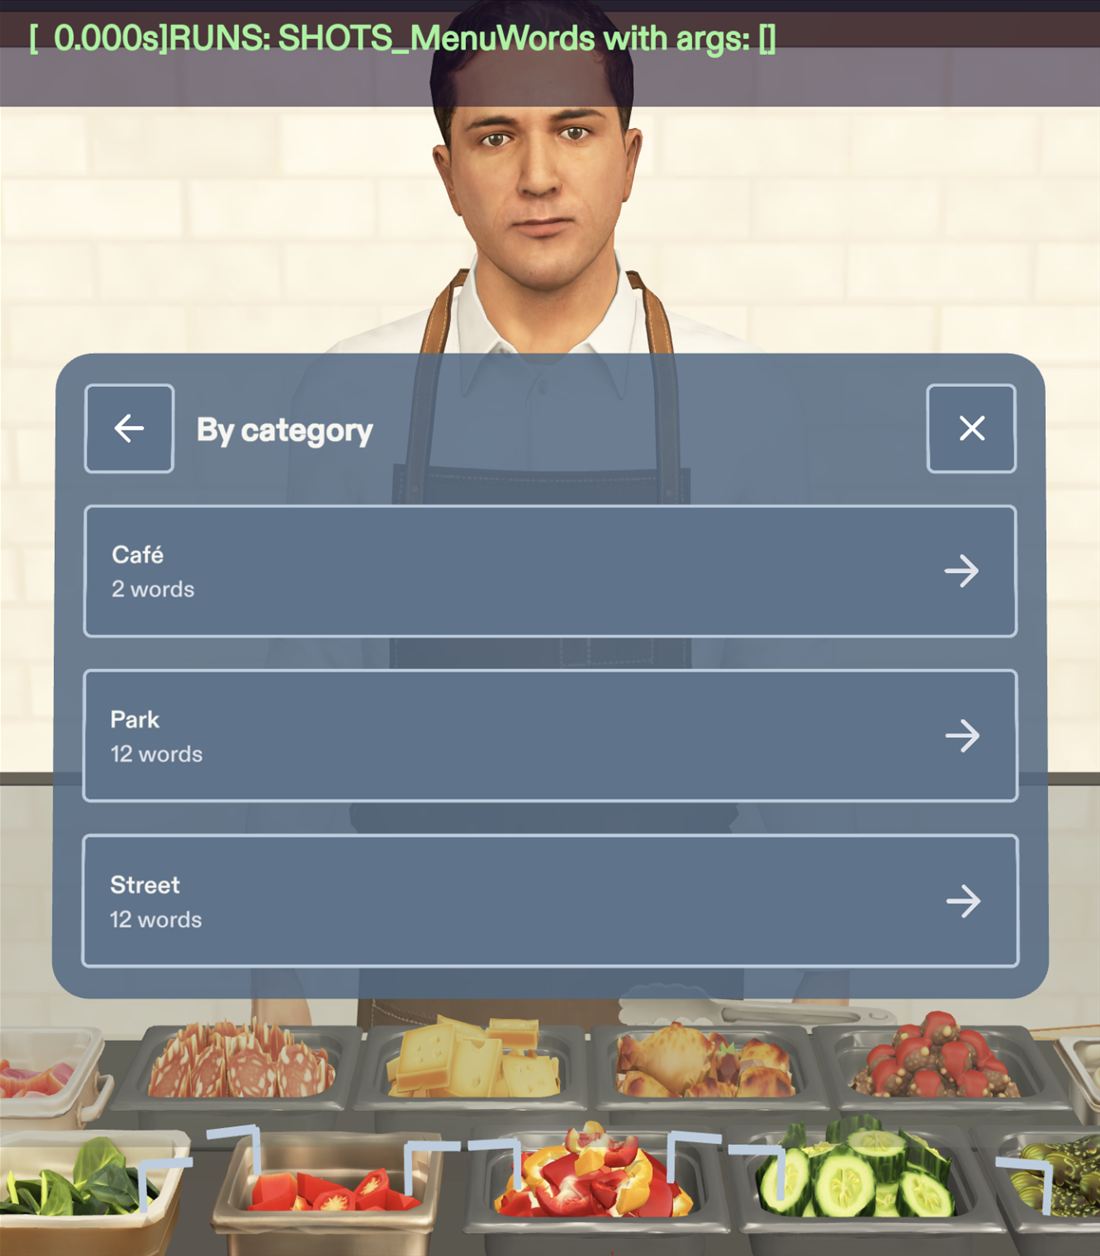 [  0.000s]RUNS: SHOTS_MenuWords with args: []
By category
Café
2 words
Park
12 words
Street
12 words